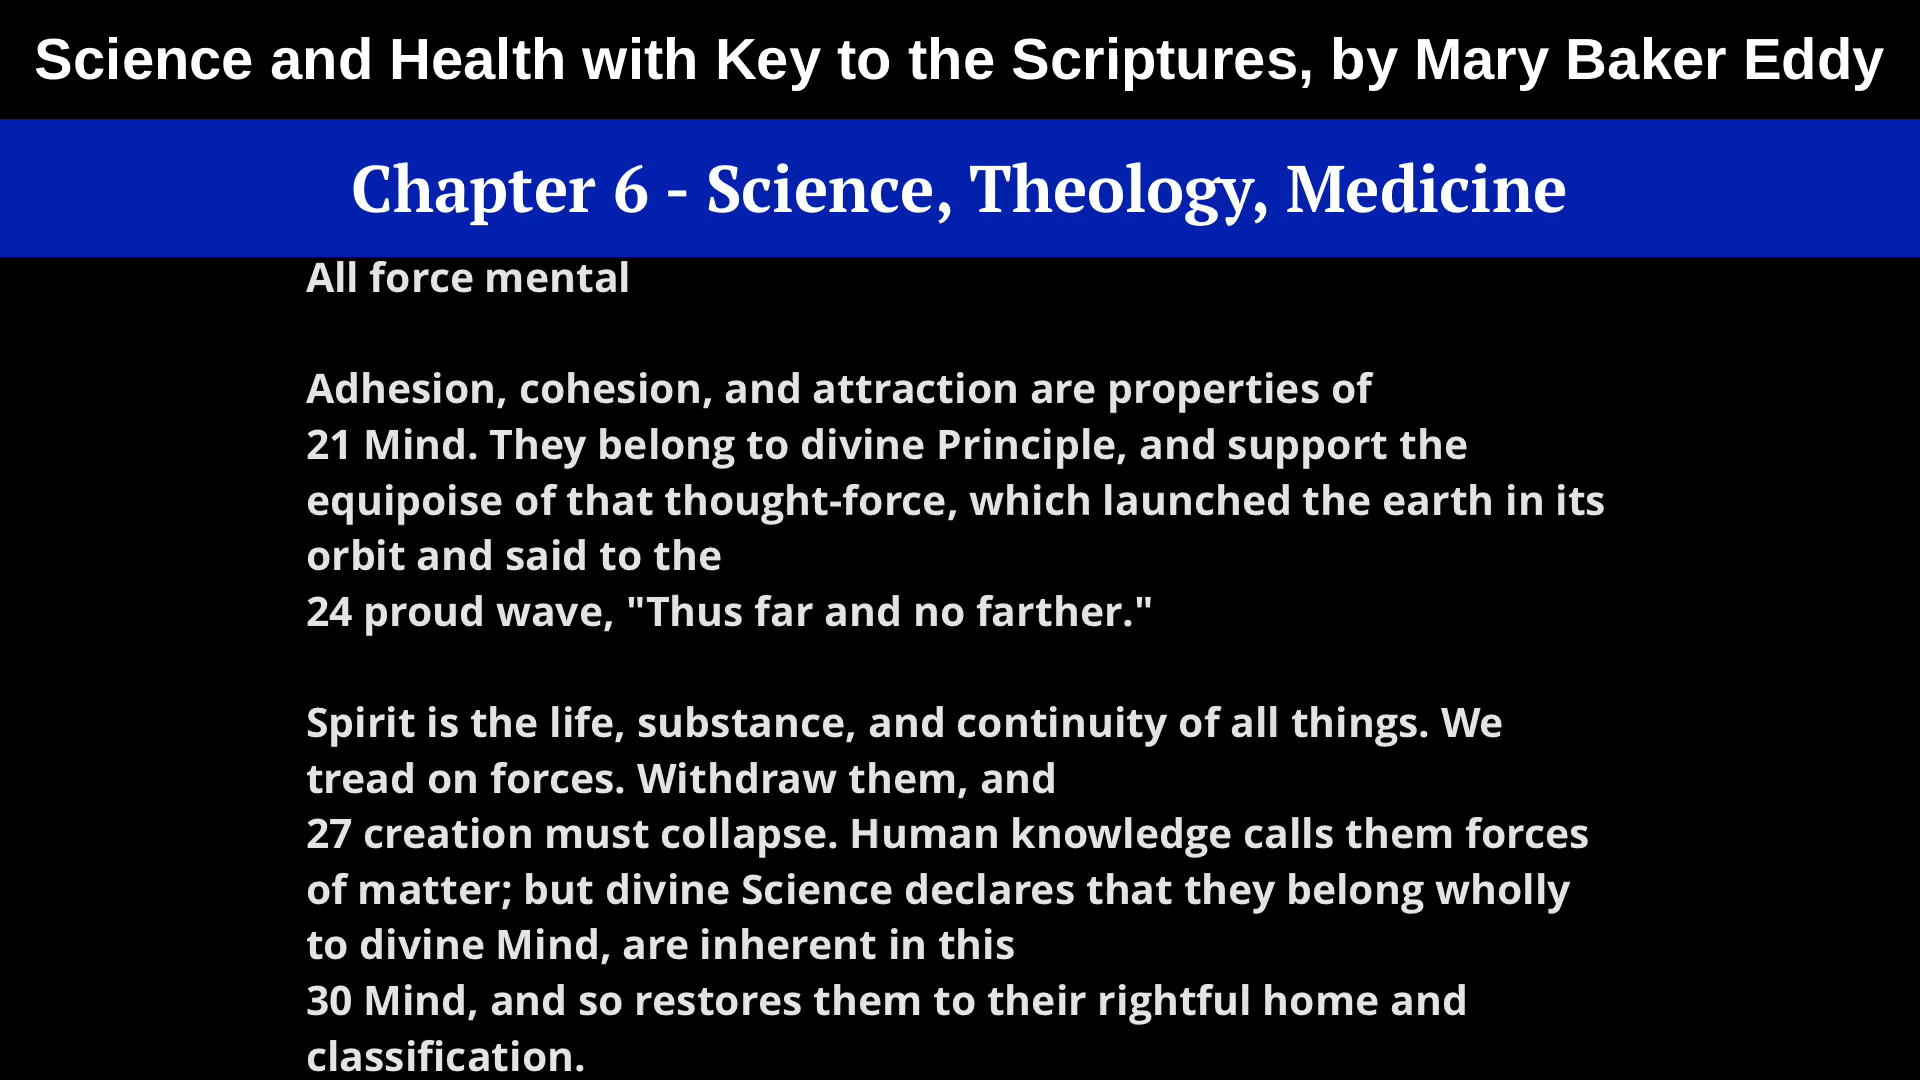 Science and Health with Key to the Scriptures, by Mary Baker Eddy
Chapter 6 - Science, Theology, Medicine
All force mental
Adhesion, cohesion, and attraction are properties of
21 Mind. They belong to divine Principle, and support the
equipoise of that thought-force, which launched the earth in its
orbit and said to the
24 proud wave, "Thus far and no farther."
Spirit is the life, substance, and continuity of all things. We
tread on forces. Withdraw them, and
27 creation must collapse. Human knowledge calls them forces
of matter; but divine Science declares that they belong wholly
to divine Mind, are inherent in this
30 Mind, and so restores them to their rightful home and
classification.